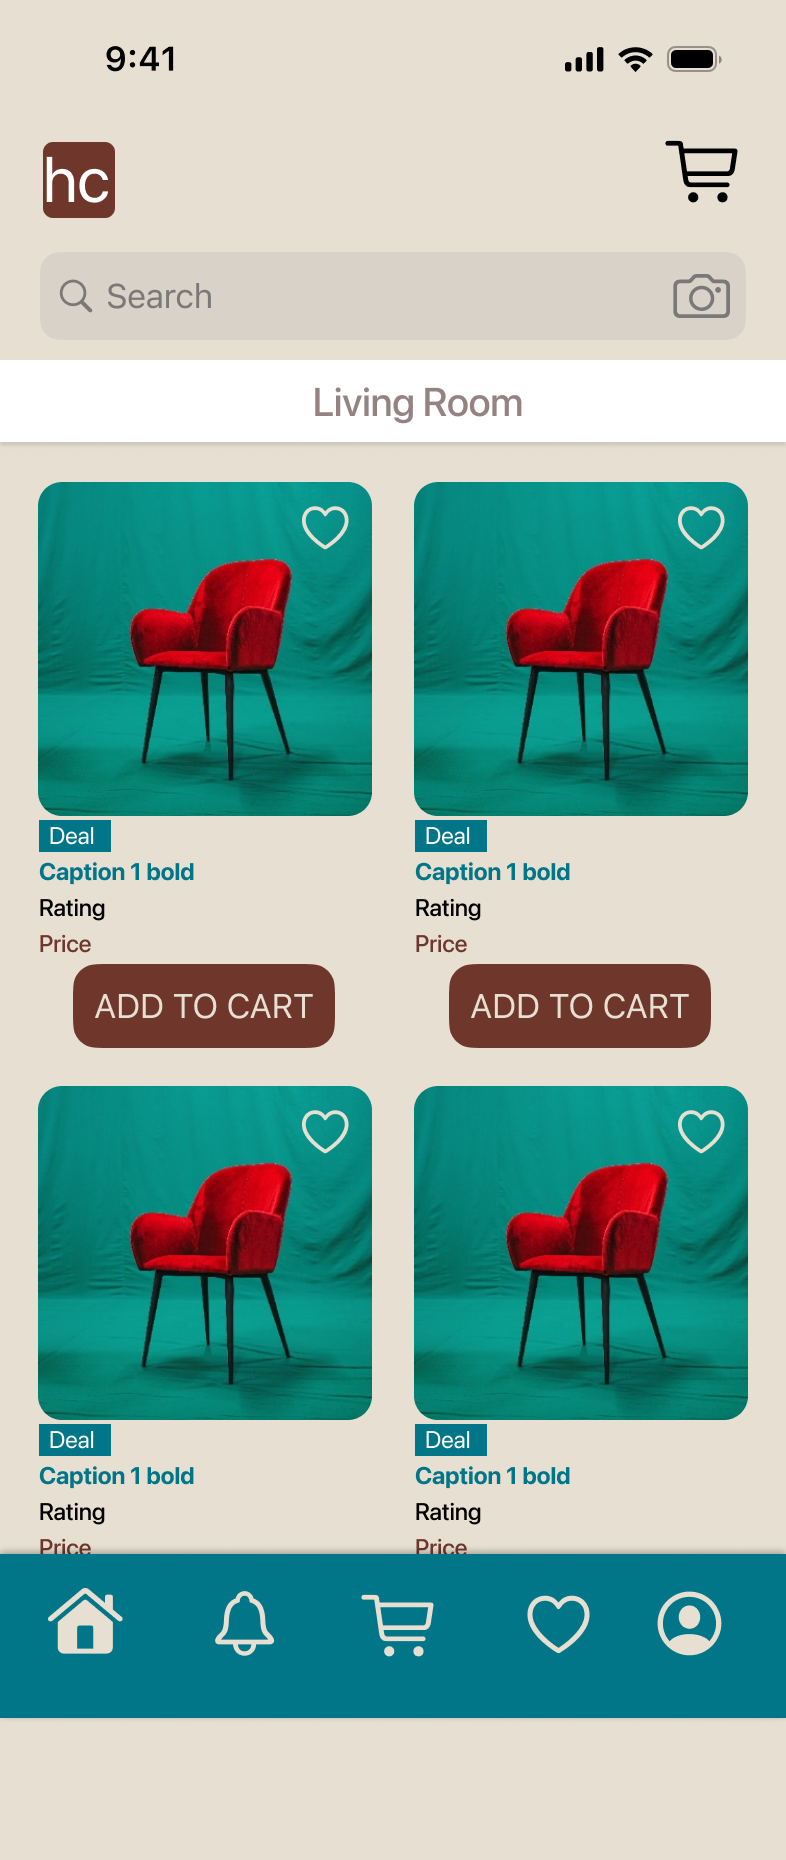 9:41
hc
Search
Living Room
Deal Deal
Caption 1 bold Caption 1 bold
Rating Rating
Price Price
ADD TO CART ADD TO CART
Deal Deal
Caption 1 bold Caption 1 bold
Rating Rating
Price Price